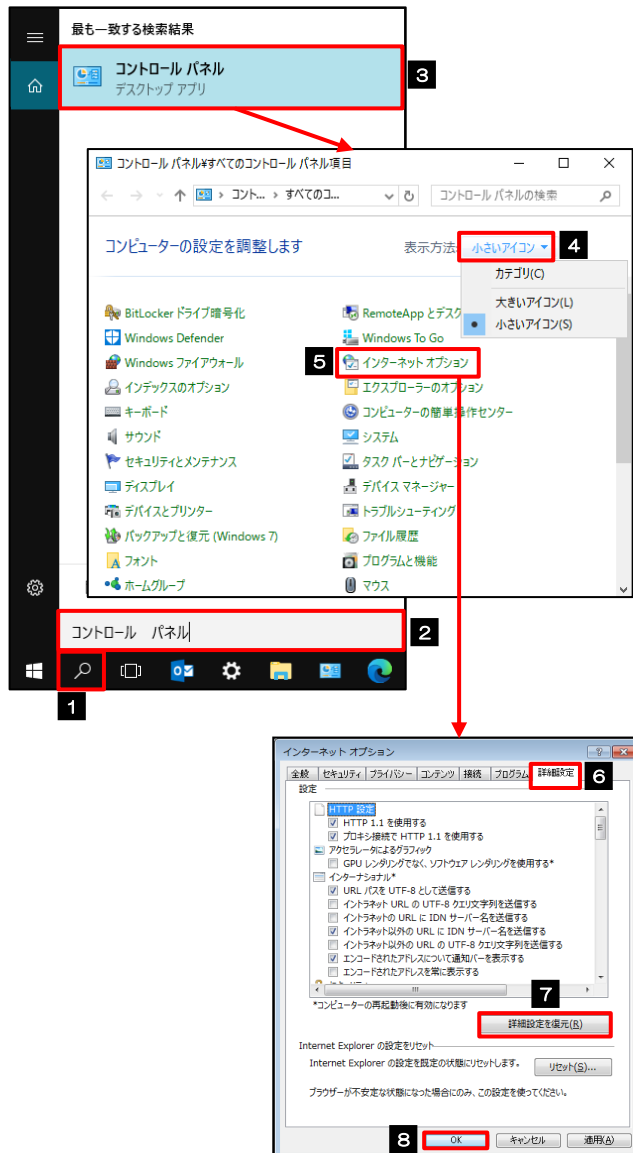 最も一致する検索結果
コントロール パネル
デスクトップ アプリ
3
コントロール パネル¥すべてのコントロール パネル項目
コント... › すべてのコ...
コントロール パネルの検索
コンピューターの設定を調整します
表示方法:
小さいアイコン
4
カテゴリ(C)
大きいアイコン(L)
小さいアイコン(S)
BitLocker ドライブ暗号化
RemoteApp とデスク
Windows Defender
Windows To Go
Windows ファイアウォール
5
インターネット オプション
インデックスのオプション
エクスプローラーのオプション
キーボード
コンピューターの簡単操作センター
サウンド
システム
セキュリティとメンテナンス
タスク バーとナビゲーション
ディスプレイ
デバイス マネージャー
デバイスとプリンター
トラブルシューティング
バックアップと復元 (Windows 7)
ファイル履歴
フォント
プログラムと機能
ホームグループ
マウス
コントロール　パネル
2
1
インターネット オプション
全般 セキュリティ プライバシー コンテンツ 接続 プログラム 詳細設定
6
設定
HTTP 設定
HTTP 1.1 を使用する
プロキシ接続で HTTP 1.1 を使用する
アクセラレータによるグラフィック
GPU レンダリングでなく、ソフトウェア レンダリングを使用する*
インターナショナル*
URL パスを UTF-8 として送信する
イントラネット URL の UTF-8 クエリ文字列を送信する
イントラネットの URL に IDN サーバー名を送信する
イントラネット以外の URL に IDN サーバー名を送信する
イントラネット以外の URL の UTF-8 クエリ文字列を送信する
エンコードされたアドレスについて通知バーを表示する
エンコードされたアドレスを常に表示する
*コンピューターの再起動後に有効になります
7
詳細設定を復元(R)
Internet Explorer の設定をリセット
Internet Explorer の設定を既定の状態にリセットします。
リセット(S)...
ブラウザーが不安定な状態になった場合にのみ、この設定を使ってください。
8
OK
キャンセル
適用(A)